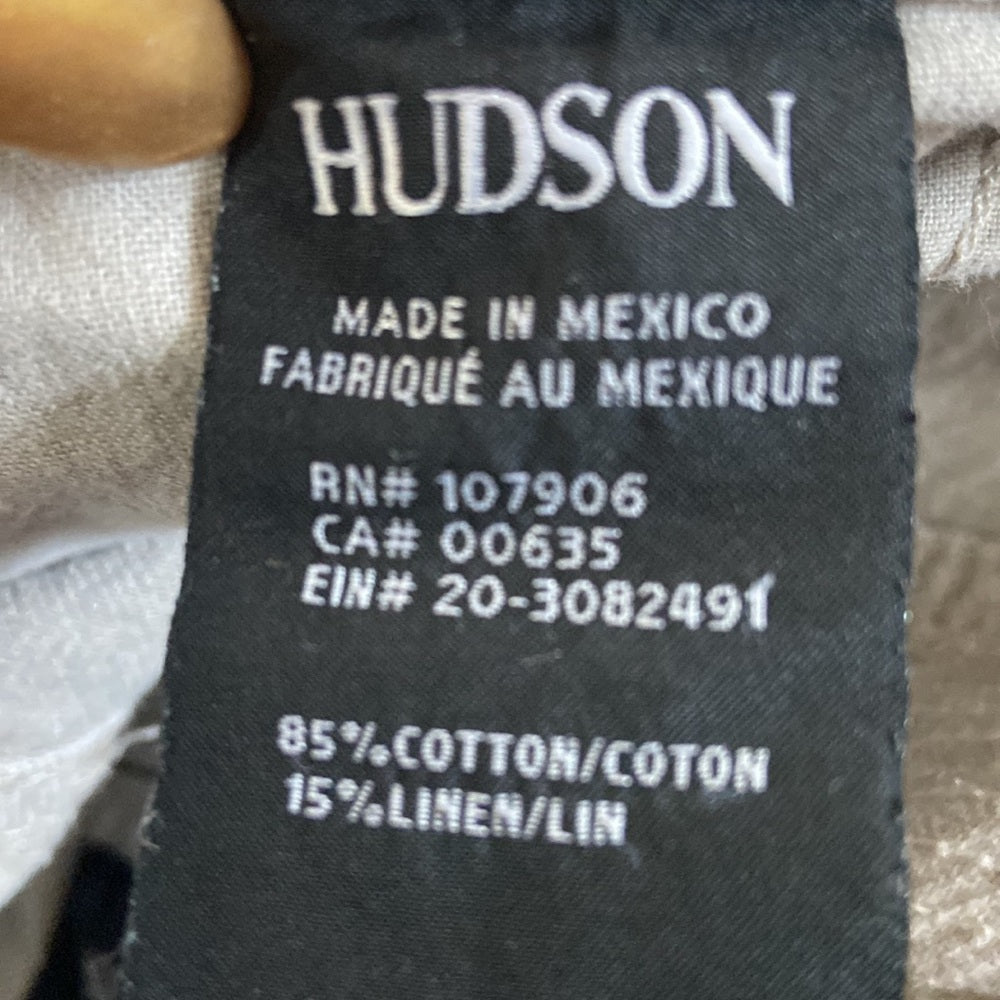 HUDSON
MADE IN MEXICO
FABRIQUÉ AU MEXIQUE
RN# 107906
CA# 00635
EIN# 20-3082491
85%COTTON/COTON
15%LINEN/LIN